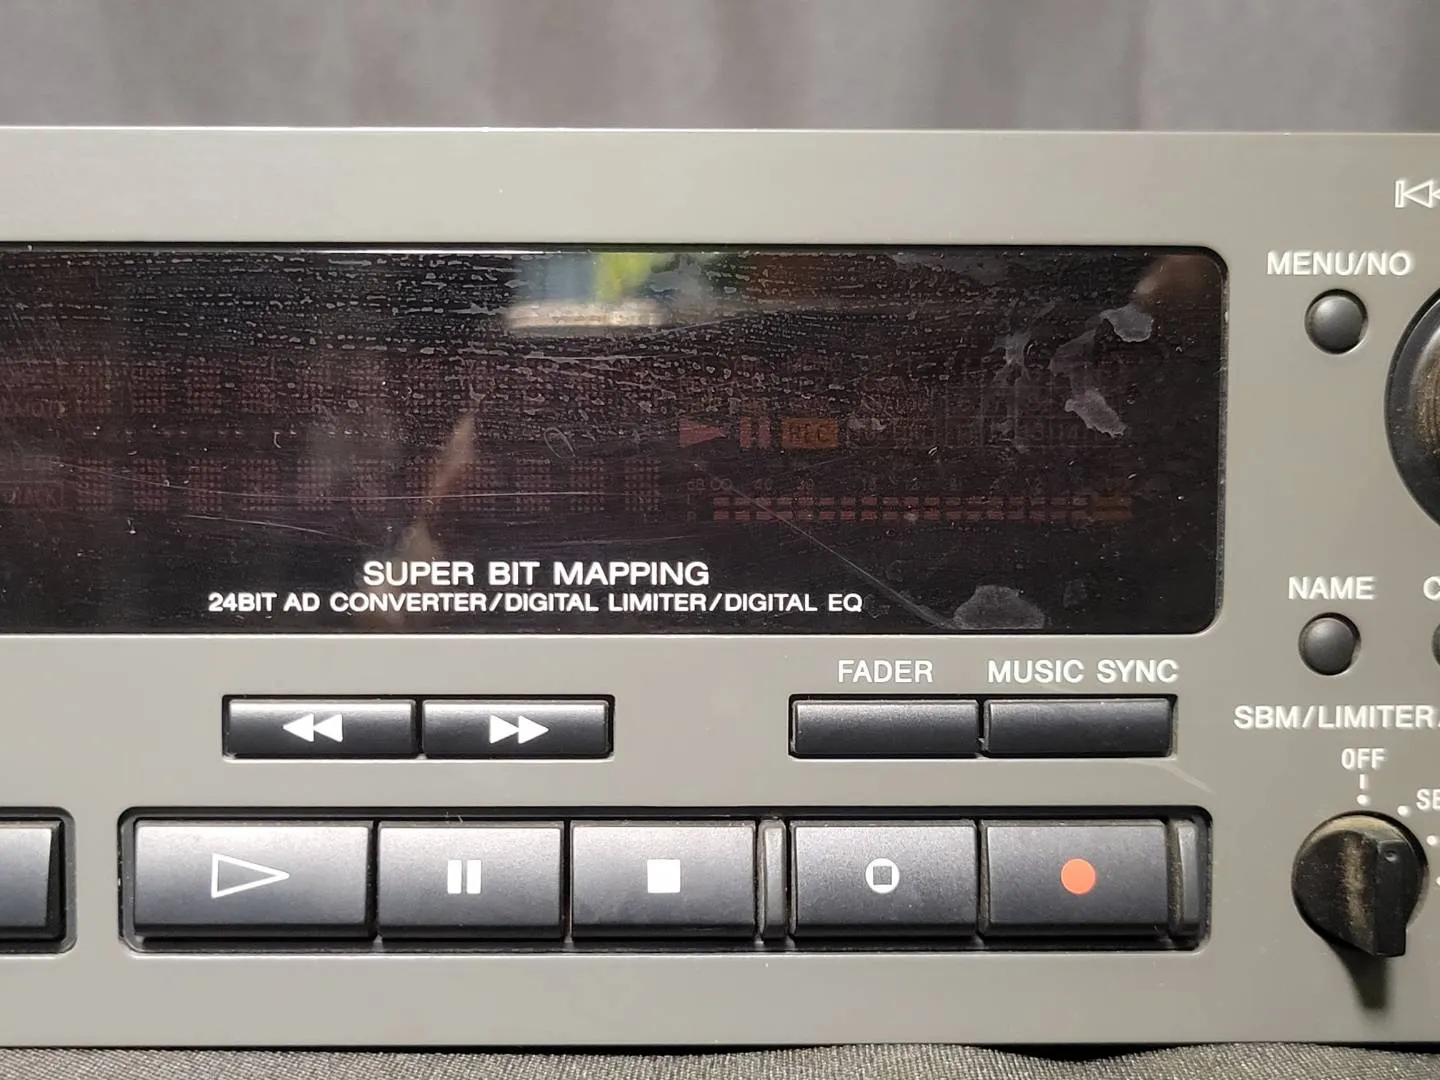 MENU/NO
REC
SUPER BIT MAPPING
24BIT AD CONVERTER/DIGITAL LIMITER/DIGITAL EQ
NAME
FADER
MUSIC SYNC
SBM/LIMITER/
OFF